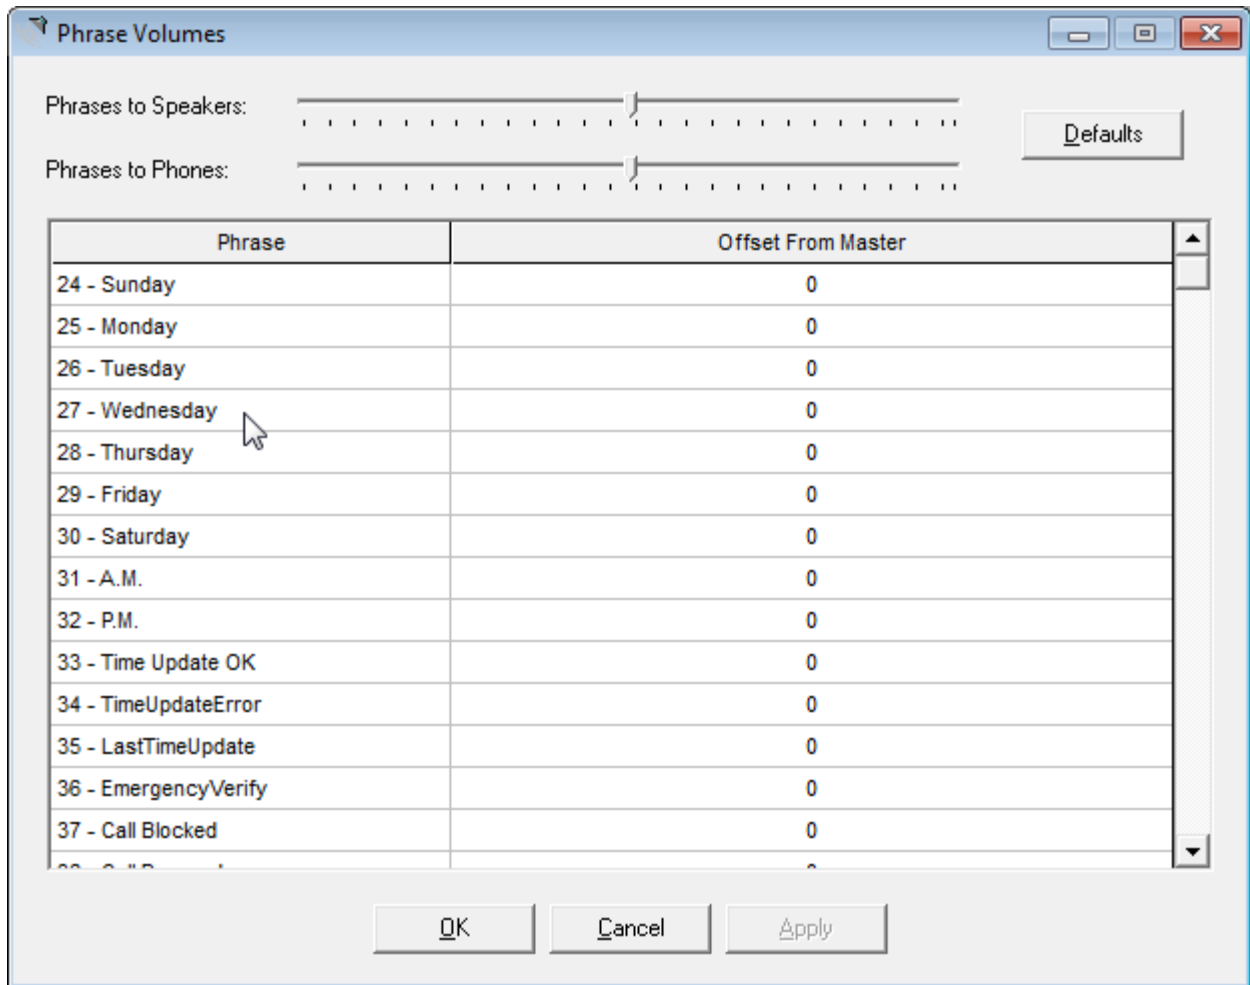 Phrase Volumes
Phrases to Speakers:
Defaults
Phrases to Phones:
Phrase Offset From Master
24 - Sunday 0
25 - Monday 0
26 - Tuesday 0
27 - Wednesday 0
28 - Thursday 0
29 - Friday 0
30 - Saturday 0
31 - A.M. 0
32 - P.M. 0
33 - Time Update OK 0
34 - TimeUpdateError 0
35 - LastTimeUpdate 0
36 - EmergencyVerify 0
37 - Call Blocked 0
OK Cancel Apply